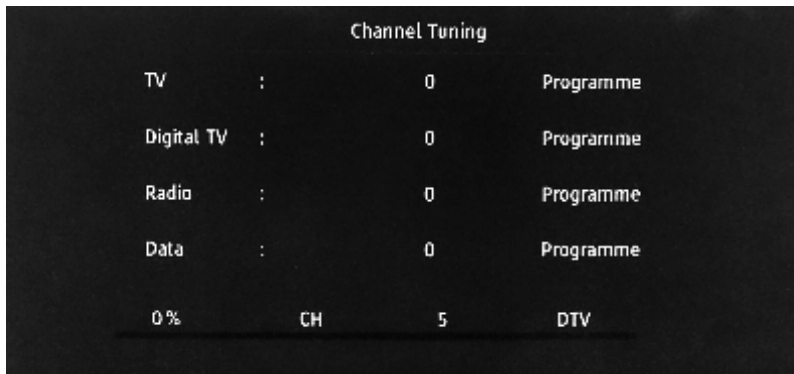 Channel Tuning
TV : 0 Programme
Digital TV : 0 Programme
Radio : 0 Programme
Data : 0 Programme
0 % CH 5 DTV